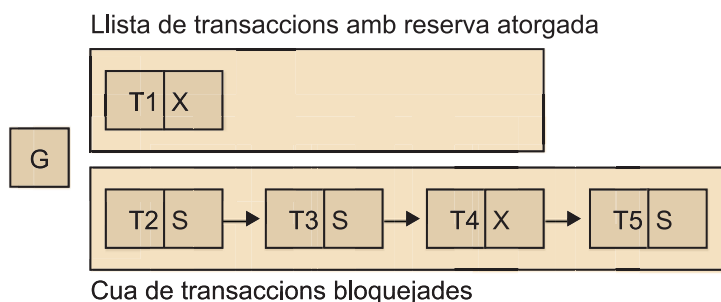 Llista de transaccions amb reserva atorgada
T1 X
G
T2 S T3 S T4 X T5 S
Cua de transaccions bloquejades